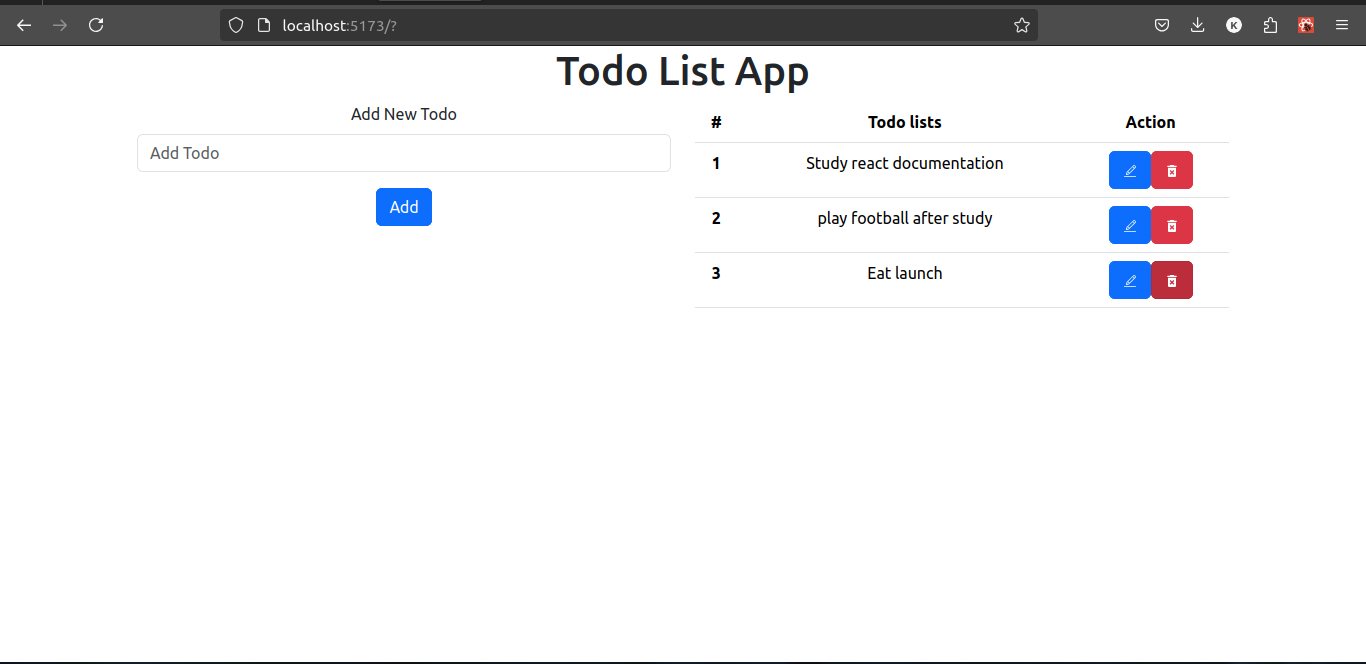 localhost:5173/?
K
Todo List App
Add New Todo
Add Todo
Add
# Todo lists Action
1 Study react documentation
2 play football after study
3 Eat launch